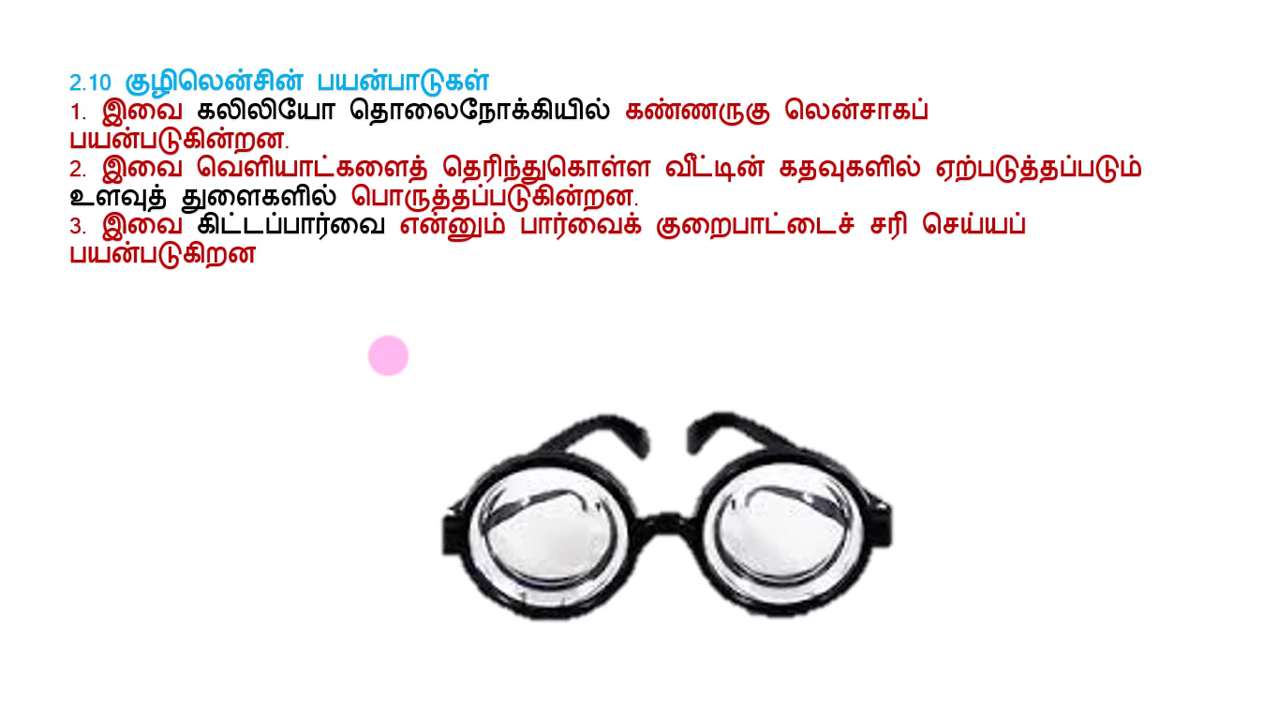 2.10 குழிலென்சின் பயன்பாடுகள்
1. இவை கலிலியோ தொலைநோக்கியில் கண்ணருகு லென்சாகப்
பயன்படுகின்றன.
2. இவை வெளியாட்களைத் தெரிந்துகொள்ள வீட்டின் கதவுகளில் ஏற்படுத்தப்படும்
உளவுத் துளைகளில் பொருத்தப்படுகின்றன.
3. இவை கிட்டப்பார்வை என்னும் பார்வைக் குறைபாட்டைச் சரி செய்யப்
பயன்படுகிறன